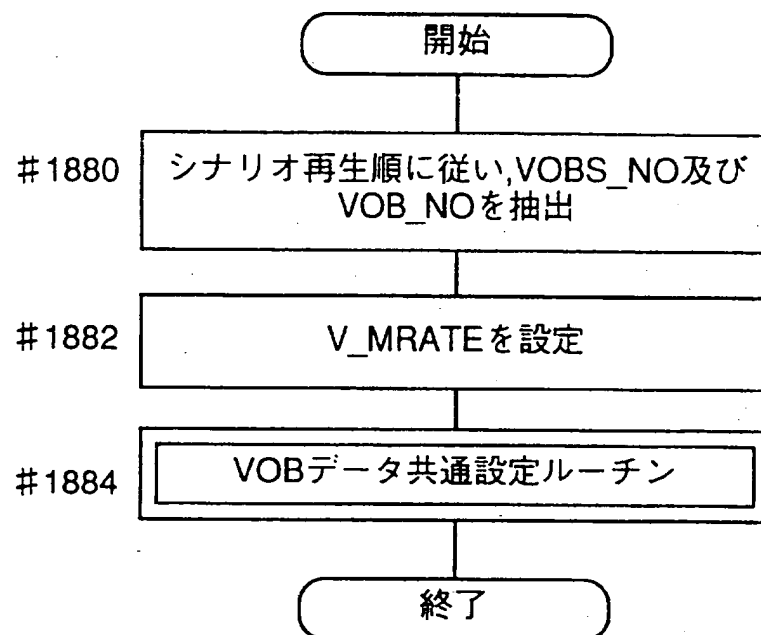 開始
#1880
シナリオ再生順に従い,VOBS_NO及び
VOB_NOを抽出
#1882
V_MRATEを設定
#1884
VOBデータ共通設定ルーチン
終了